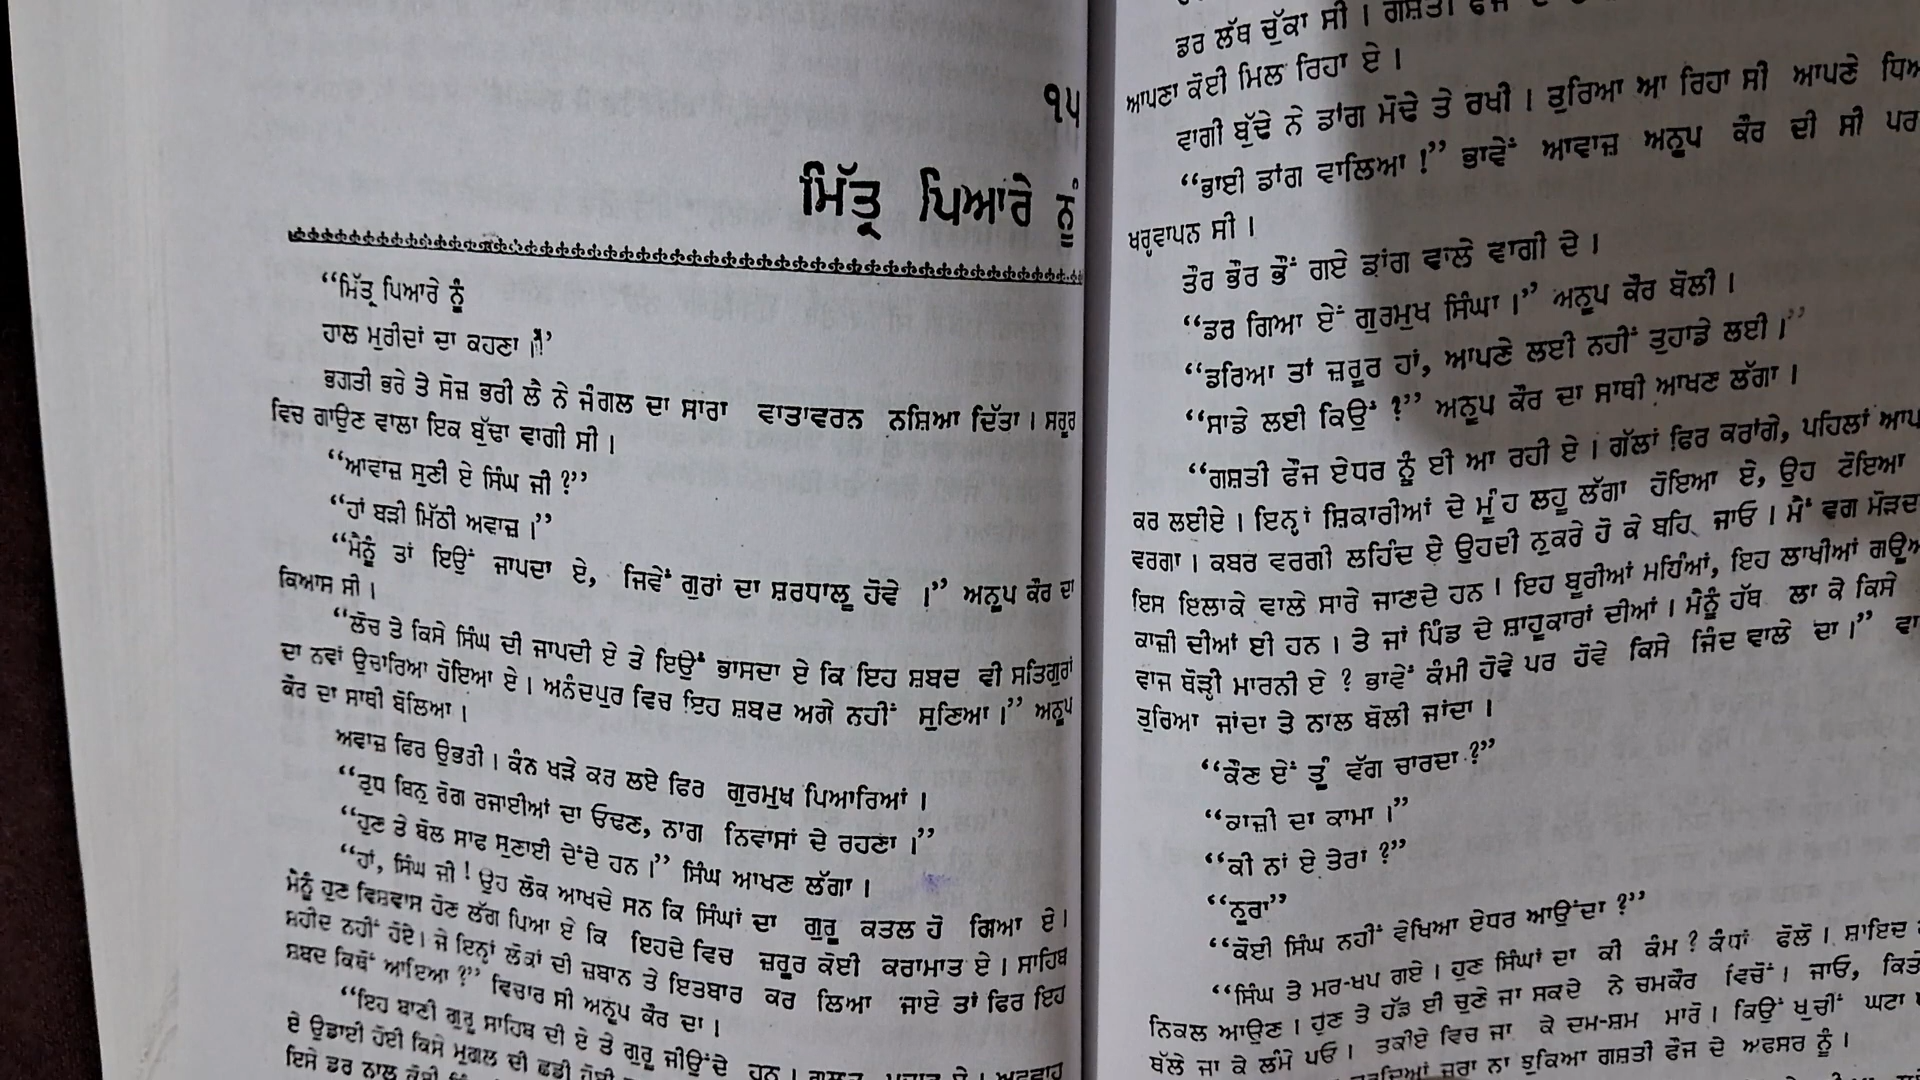 ੧੫
ਮਿੱਤ੍ਰ ਪਿਆਰੇ ਨੂੰ
“ਮਿੱਤ੍ਰ ਪਿਆਰੇ ਨੂੰ
ਹਾਲ ਮੁਰੀਦਾਂ ਦਾ ਕਹਣਾ ।”
ਭਗਤੀ ਭਰੇ ਤੇ ਸੋਜ਼ ਭਰੀ ਲੈ ਨੇ ਜੰਗਲ ਦਾ ਸਾਰਾ ਵਾਤਾਵਰਨ ਨਸ਼ਿਆ ਦਿੱਤਾ । ਸਰੂਰ
ਵਿਚ ਗਾਉਣ ਵਾਲਾ ਇਕ ਬੁੱਢਾ ਵਾਗੀ ਸੀ ।
“ਆਵਾਜ਼ ਸੁਣੀ ਏ ਸਿੰਘ ਜੀ ?”
“ਹਾਂ ਬੜੀ ਮਿੱਠੀ ਅਵਾਜ਼ ।”
“ਮੈਨੂੰ ਤਾਂ ਇਉਂ ਜਾਪਦਾ ਏ, ਜਿਵੇਂ ਗੁਰਾਂ ਦਾ ਸ਼ਰਧਾਲੂ ਹੋਵੇ ।” ਅਨੂਪ ਕੌਰ ਦਾ
ਕਿਆਸ ਸੀ ।
“ਲੋਚ ਤੇ ਕਿਸੇ ਸਿੰਘ ਦੀ ਜਾਪਦੀ ਏ ਤੇ ਇਉਂ ਭਾਸਦਾ ਏ ਕਿ ਇਹ ਸ਼ਬਦ ਵੀ ਸਤਿਗੁਰਾਂ
ਦਾ ਨਵਾਂ ਉਚਾਰਿਆ ਹੋਇਆ ਏ । ਅਨੰਦਪੁਰ ਵਿਚ ਇਹ ਸ਼ਬਦ ਅਗੇ ਨਹੀਂ ਸੁਣਿਆ ।” ਅਨੂਪ
ਕੌਰ ਦਾ ਸਾਥੀ ਬੋਲਿਆ ।
ਅਵਾਜ਼ ਫਿਰ ਉਭਰੀ । ਕੰਨ ਖੜੇ ਕਰ ਲਏ ਫਿਰ ਗੁਰਮੁਖ ਪਿਆਰਿਆਂ ।
“ਤੁਧ ਬਿਨੁ ਰੋਗ ਰਜਾਈਆਂ ਦਾ ਓਢਣ, ਨਾਗ ਨਿਵਾਸਾਂ ਦੇ ਰਹਣਾ ।”
“ਹੁਣ ਤੇ ਬੋਲ ਸਾਫ ਸੁਣਾਈ ਦੇਂਦੇ ਹਨ ।” ਸਿੰਘ ਆਖਣ ਲੱਗਾ ।
“ਹਾਂ, ਸਿੰਘ ਜੀ ! ਉਹ ਲੋਕ ਆਖਦੇ ਸਨ ਕਿ ਸਿੰਘਾਂ ਦਾ ਗੁਰੂ ਕਤਲ ਹੋ ਗਿਆ ਏ ।
ਮੈਨੂੰ ਹੁਣ ਵਿਸ਼ਵਾਸ ਹੋਣ ਲੱਗ ਪਿਆ ਏ ਕਿ ਇਹਦੇ ਵਿਚ ਜ਼ਰੂਰ ਕੋਈ ਕਰਾਮਾਤ ਏ । ਸਾਹਿਬ
ਸ਼ਹੀਦ ਨਹੀਂ ਹੋਏ । ਜੇ ਇਨ੍ਹਾਂ ਲੋਕਾਂ ਦੀ ਜ਼ਬਾਨ ਤੇ ਇਤਬਾਰ ਕਰ ਲਿਆ ਜਾਏ ਤਾਂ ਫਿਰ ਇਹ
ਸ਼ਬਦ ਕਿਥੋਂ ਆਇਆ ?” ਵਿਚਾਰ ਸੀ ਅਨੂਪ ਕੌਰ ਦਾ ।
“ਇਹ ਬਾਣੀ ਗੁਰੂ ਸਾਹਿਬ ਦੀ ਏ ਤੇ ਗੁਰੂ ਜੀਉਂਦੇ ਹਨ ।
ਏ ਉਡਾਈ ਹੋਈ ਕਿਸੇ ਮੁਗਲ ਦੀ ਛਡੀ ਹੋਈ
ਇਸੇ ਡਰ ਨਾਲ
ਡਰ ਲੱਥ ਚੁੱਕਾ ਸੀ । ਗਸ਼ਤੀ ਫੌਜ
ਆਪਣਾ ਕੋਈ ਮਿਲ ਰਿਹਾ ਏ ।
ਵਾਗੀ ਬੁੱਢੇ ਨੇ ਡਾਂਗ ਮੋਢੇ ਤੇ ਰਖੀ । ਤੁਰਿਆ ਆ ਰਿਹਾ ਸੀ ਆਪਣੇ
“ਭਾਈ ਡਾਂਗ ਵਾਲਿਆ !” ਭਾਵੇਂ ਆਵਾਜ਼ ਅਨੂਪ ਕੌਰ ਦੀ ਸੀ ਪਰ
ਖਰ੍ਹਵਾਪਨ ਸੀ ।
ਤੌਰ ਭੌਰ ਭੌਂ ਗਏ ਡਾਂਗ ਵਾਲੇ ਵਾਗੀ ਦੇ ।
“ਡਰ ਗਿਆ ਏਂ ਗੁਰਮੁਖ ਸਿੰਘਾ ।” ਅਨੂਪ ਕੌਰ ਬੋਲੀ ।
“ਡਰਿਆ ਤਾਂ ਜ਼ਰੂਰ ਹਾਂ, ਆਪਣੇ ਲਈ ਨਹੀਂ ਤੁਹਾਡੇ ਲਈ ।”
“ਸਾਡੇ ਲਈ ਕਿਉਂ ?” ਅਨੂਪ ਕੌਰ ਦਾ ਸਾਥੀ ਆਖਣ ਲੱਗਾ ।
“ਗਸ਼ਤੀ ਫੌਜ ਏਧਰ ਨੂੰ ਈ ਆ ਰਹੀ ਏ । ਗੱਲਾਂ ਫਿਰ ਕਰਾਂਗੇ, ਪਹਿਲਾਂ
ਕਰ ਲਈਏ । ਇਨ੍ਹਾਂ ਸ਼ਿਕਾਰੀਆਂ ਦੇ ਮੂੰਹ ਲਹੂ ਲੱਗਾ ਹੋਇਆ ਏ, ਉਹ ਟੋਇਆ
ਵਰਗਾ । ਕਬਰ ਵਰਗੀ ਲਹਿੰਦ ਏ ਉਹਦੀ ਨੁਕਰੇ ਹੋ ਕੇ ਬਹਿ ਜਾਓ । ਮੈਂ ਵਗ
ਇਸ ਇਲਾਕੇ ਵਾਲੇ ਸਾਰੇ ਜਾਣਦੇ ਹਨ । ਇਹ ਬੂਰੀਆਂ ਮਹਿੰਆਂ, ਇਹ ਲਾਖੀਆਂ
ਕਾਜ਼ੀ ਦੀਆਂ ਈ ਹਨ । ਤੇ ਜਾਂ ਪਿੰਡ ਦੇ ਸ਼ਾਹੂਕਾਰਾਂ ਦੀਆਂ । ਮੈਨੂੰ ਹੱਥ ਲਾ ਕੇ ਕਿਸੇ
ਵਾਜ ਥੋੜ੍ਹੀ ਮਾਰਨੀ ਏ ? ਭਾਵੇਂ ਕੰਮੀ ਹੋਵੇ ਪਰ ਹੋਵੇ ਕਿਸੇ ਜਿੰਦ ਵਾਲੇ ਦਾ ।”
ਤੁਰਿਆ ਜਾਂਦਾ ਤੇ ਨਾਲ ਬੋਲੀ ਜਾਂਦਾ ।
“ਕੌਣ ਏਂ ਤੂੰ ਵੱਗ ਚਾਰਦਾ ?”
“ਕਾਜ਼ੀ ਦਾ ਕਾਮਾ ।”
“ਕੀ ਨਾਂ ਏ ਤੇਰਾ ?”
“ਨੂਰਾ”
“ਕੋਈ ਸਿੰਘ ਨਹੀਂ ਵੇਖਿਆ ਏਧਰ ਆਉਂਦਾ ?”
“ਸਿੰਘ ਤੇ ਮਰ-ਖਪ ਗਏ । ਹੁਣ ਸਿੰਘਾਂ ਦਾ ਕੀ ਕੰਮ ? ਕੰਧਾਂ ਫੋਲੋ । ਸ਼ਾਇਦ
ਨਿਕਲ ਆਉਣ । ਹੁਣ ਤੇ ਹੱਡ ਈ ਚੁਣੇ ਜਾ ਸਕਦੇ ਨੇ ਚਮਕੌਰ ਵਿਚੋਂ । ਜਾਓ,
ਥੱਲੇ ਜਾ ਕੇ ਲੰਮੇ ਪਓ । ਤਕੀਏ ਵਿਚ ਜਾ ਕੇ ਦਮ-ਸ਼ਮ ਮਾਰੋ । ਕਿਉਂ ਖੁਚੀਂ ਘਟਾ
ਜ਼ਰਾ ਨਾ ਝੁਕਿਆ ਗਸ਼ਤੀ ਫੌਜ ਦੇ ਅਫਸਰ ਨੂੰ ।